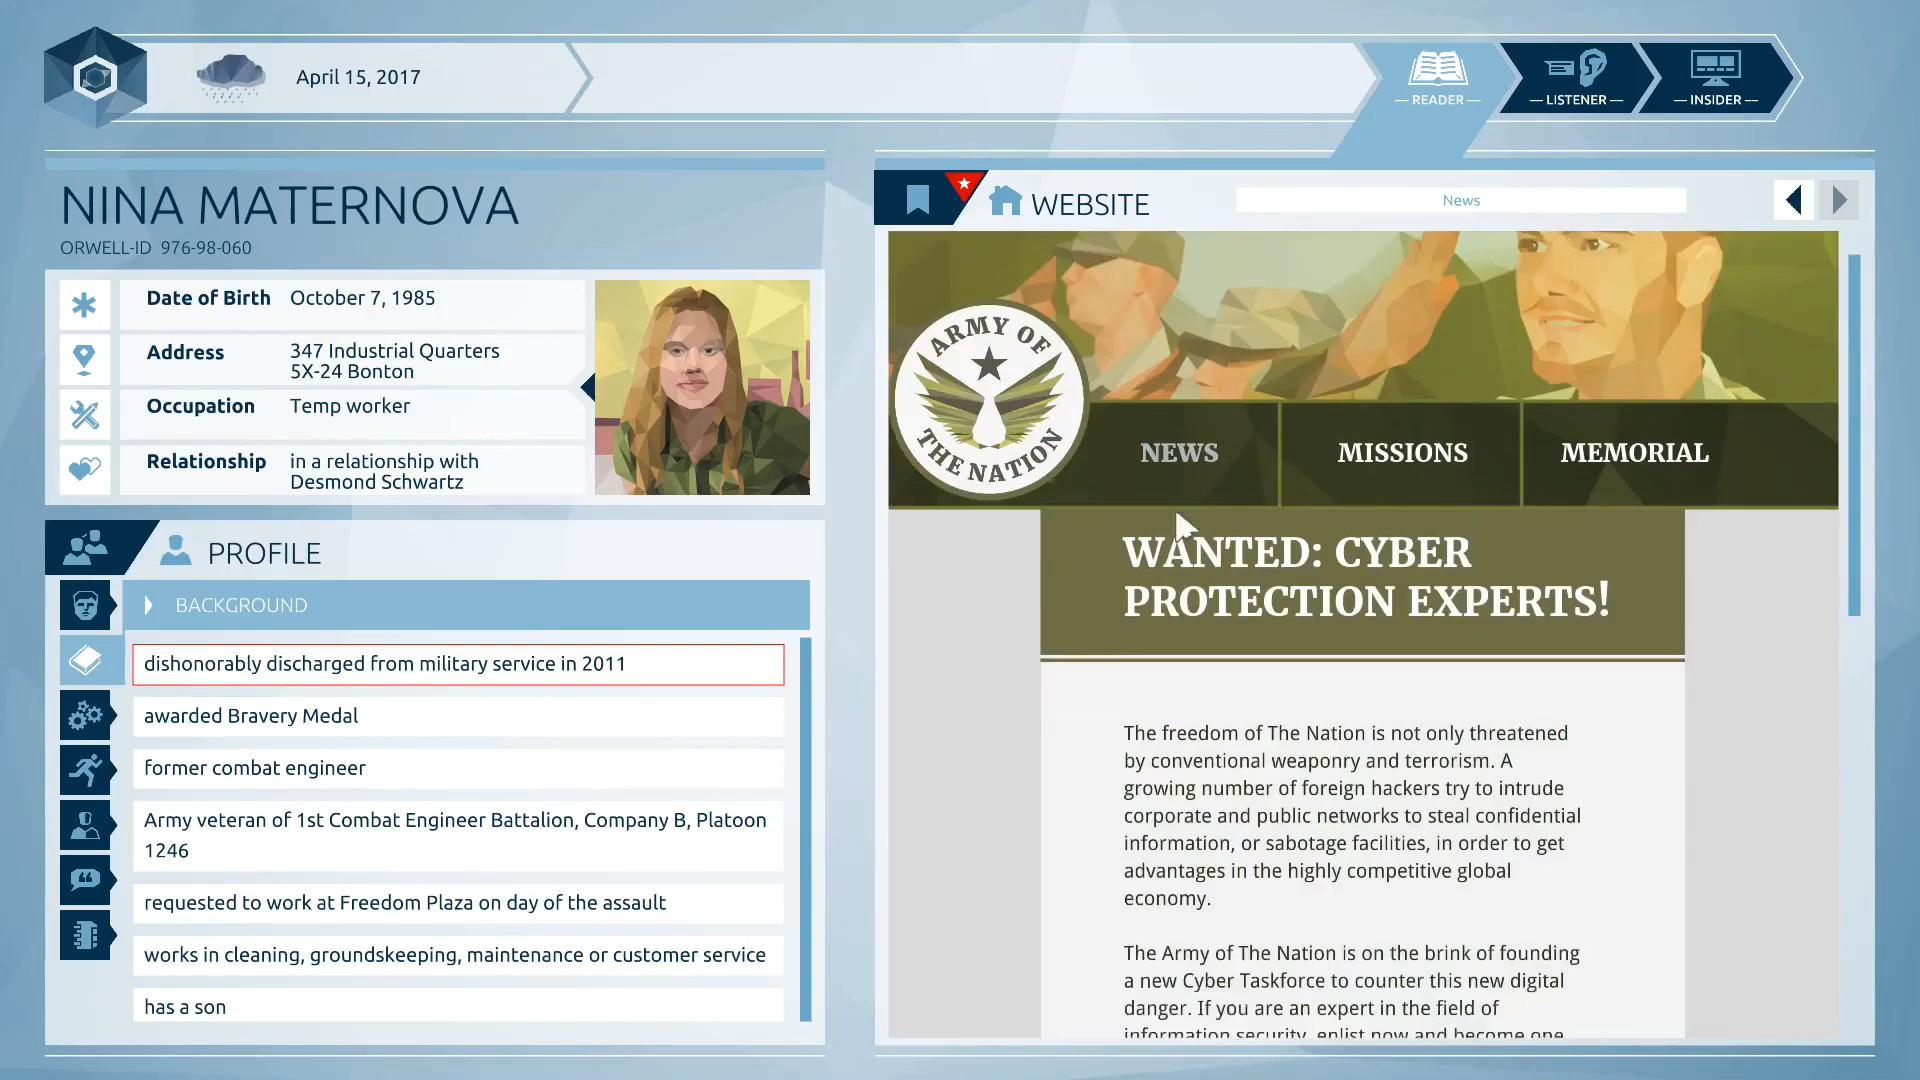 April 15, 2017
READER
LISTENER
INSIDER
NINA MATERNOVA
ORWELL-ID 976-98-060
Date of Birth October 7, 1985
Address 347 Industrial Quarters
5X-24 Bonton
Occupation Temp worker
Relationship in a relationship with
Desmond Schwartz
PROFILE
BACKGROUND
dishonorably discharged from military service in 2011
awarded Bravery Medal
former combat engineer
Army veteran of 1st Combat Engineer Battalion, Company B, Platoon
1246
requested to work at Freedom Plaza on day of the assault
works in cleaning, groundskeeping, maintenance or customer service
has a son
WEBSITE
News
ARMY OF
THE NATION
NEWS
MISSIONS
MEMORIAL
WANTED: CYBER
PROTECTION EXPERTS!
The freedom of The Nation is not only threatened
by conventional weaponry and terrorism. A
growing number of foreign hackers try to intrude
corporate and public networks to steal confidential
information, or sabotage facilities, in order to get
advantages in the highly competitive global
economy.
The Army of The Nation is on the brink of founding
a new Cyber Taskforce to counter this new digital
danger. If you are an expert in the field of
information security, enlist now and become one